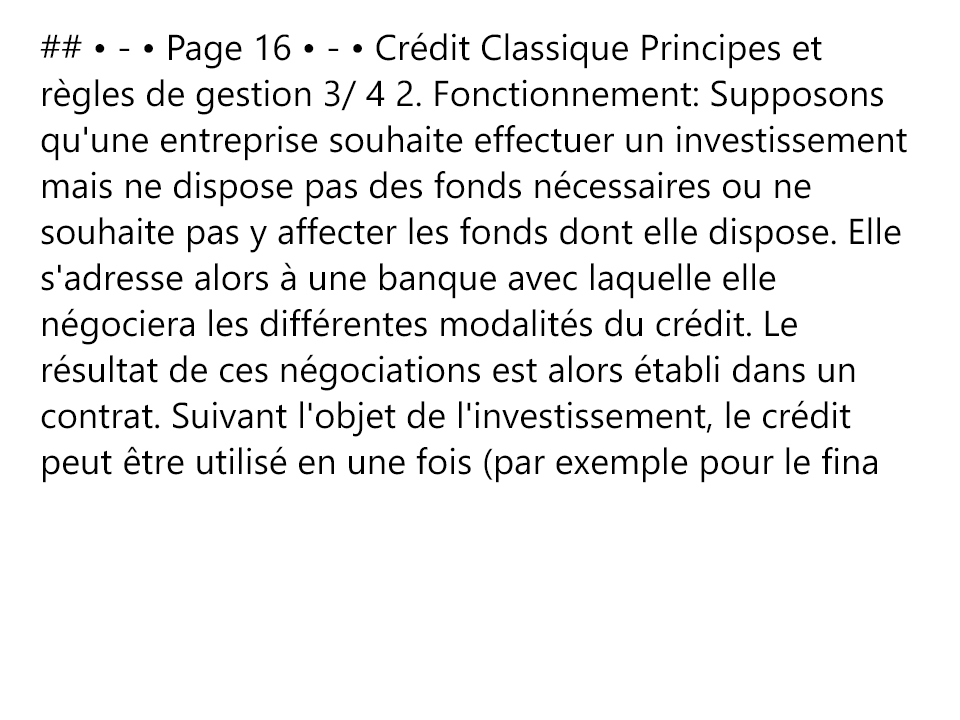 ## • - • Page 16 • - • Crédit Classique Principes et
règles de gestion 3/ 4 2. Fonctionnement: Supposons
qu'une entreprise souhaite effectuer un investissement
mais ne dispose pas des fonds nécessaires ou ne
souhaite pas y affecter les fonds dont elle dispose. Elle
s'adresse alors à une banque avec laquelle elle
négociera les différentes modalités du crédit. Le
résultat de ces négociations est alors établi dans un
contrat. Suivant l'objet de l'investissement, le crédit
peut être utilisé en une fois (par exemple pour le fina